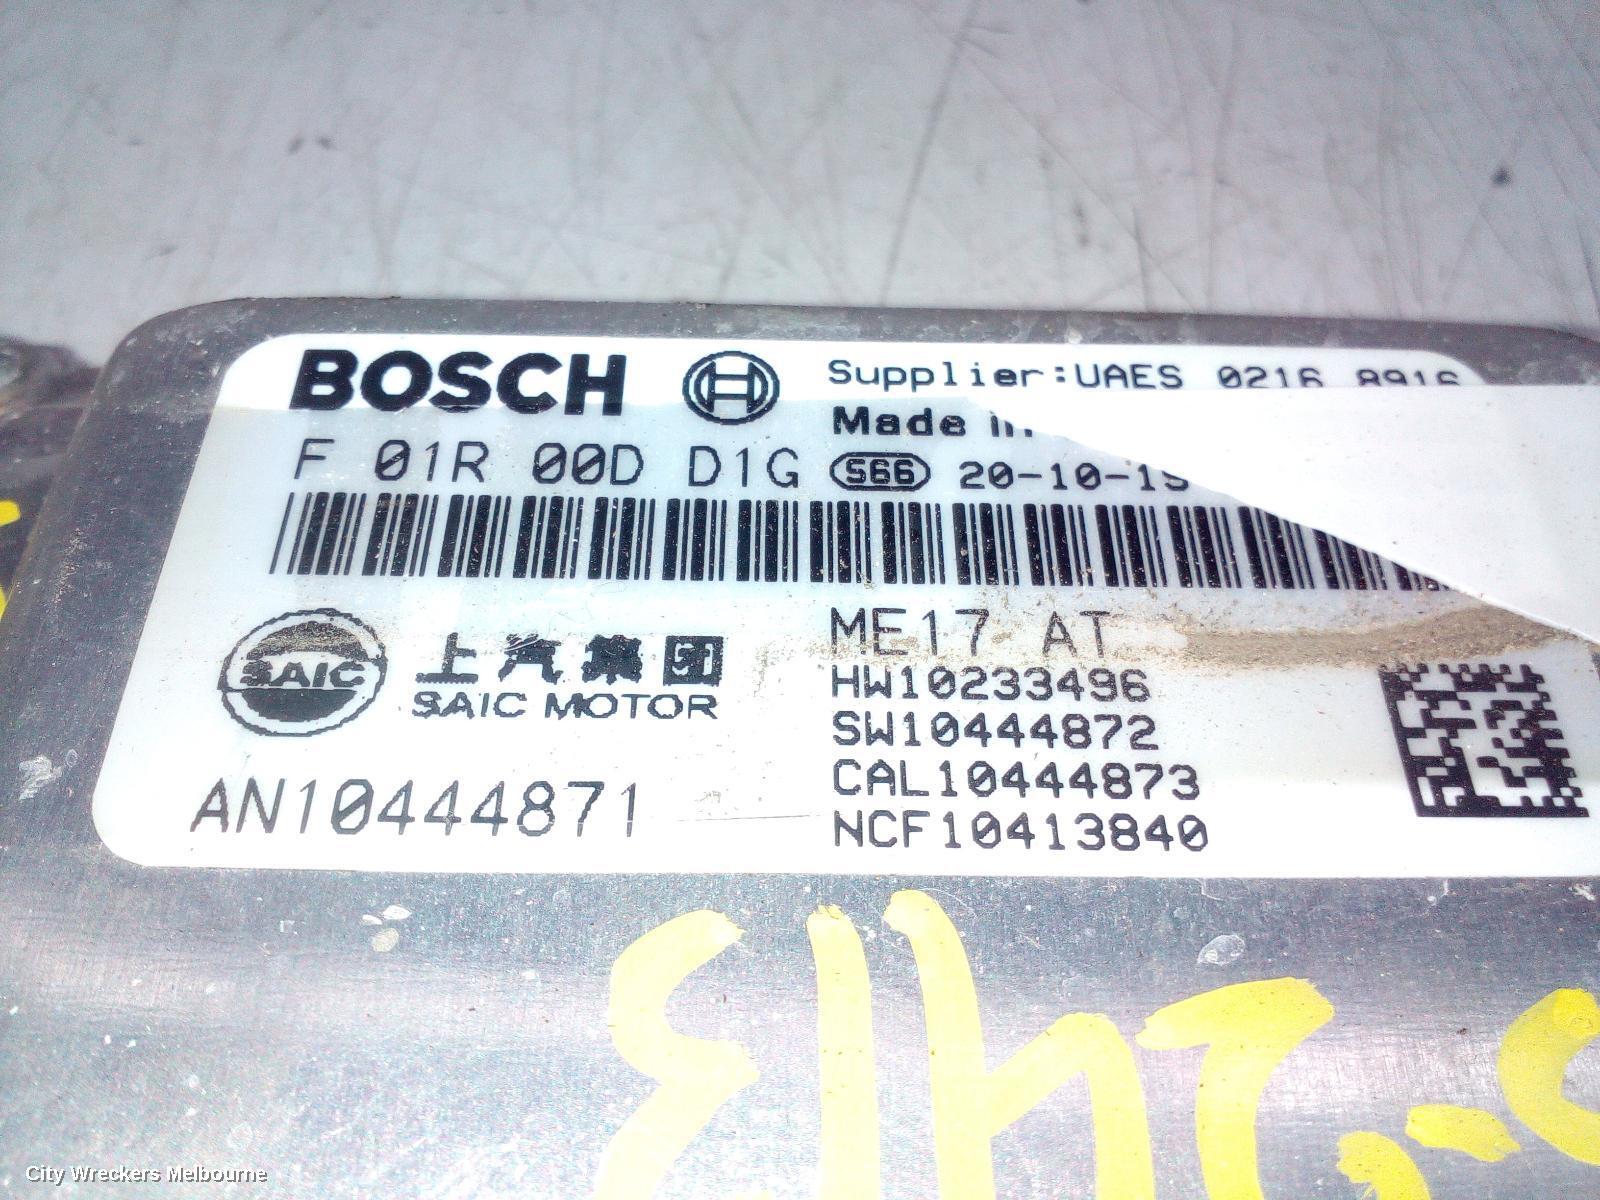 BOSCH
Supplier:UAES 0216 8916
Made in
F 01R 00D D1G S66 20-10-15
SAIC 上汽集团
SAIC MOTOR
ME17 AT
HW10233496
SW10444872
CAL10444873
NCF10413840
AN10444871
City Wreckers Melbourne